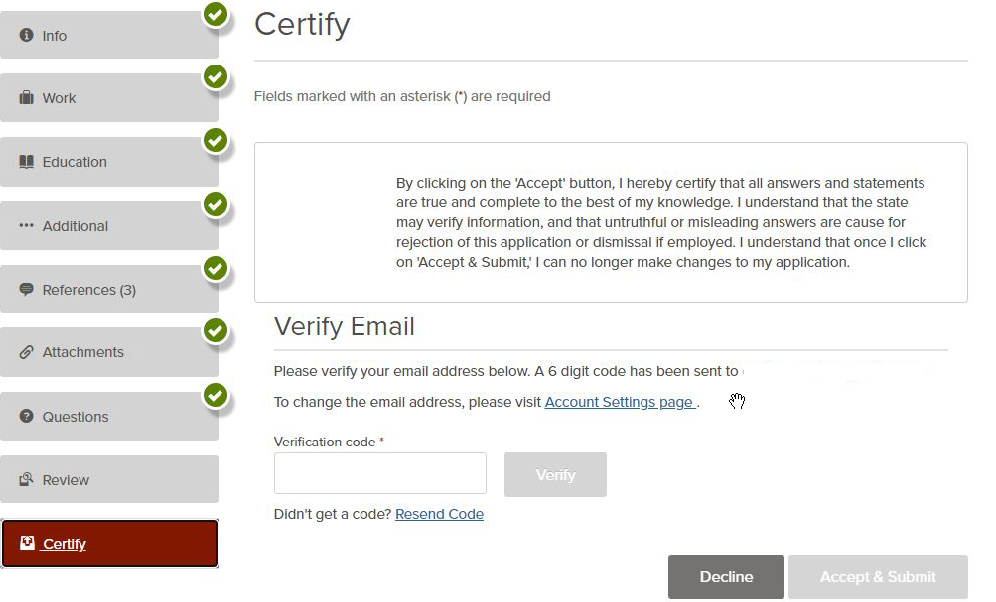 Info
Work
Education
Additional
References (3)
Attachments
Questions
Review
Certify
Certify
Fields marked with an asterisk (*) are required
By clicking on the 'Accept' button, I hereby certify that all answers and statements
are true and complete to the best of my knowledge. I understand that the state
may verify information, and that untruthful or misleading answers are cause for
rejection of this application or dismissal if employed. I understand that once I click
on 'Accept & Submit,' I can no longer make changes to my application.
Verify Email
Please verify your email address below. A 6 digit code has been sent to
To change the email address, please visit Account Settings page .
Verification code *
Verify
Didn't get a code? Resend Code
Decline
Accept & Submit